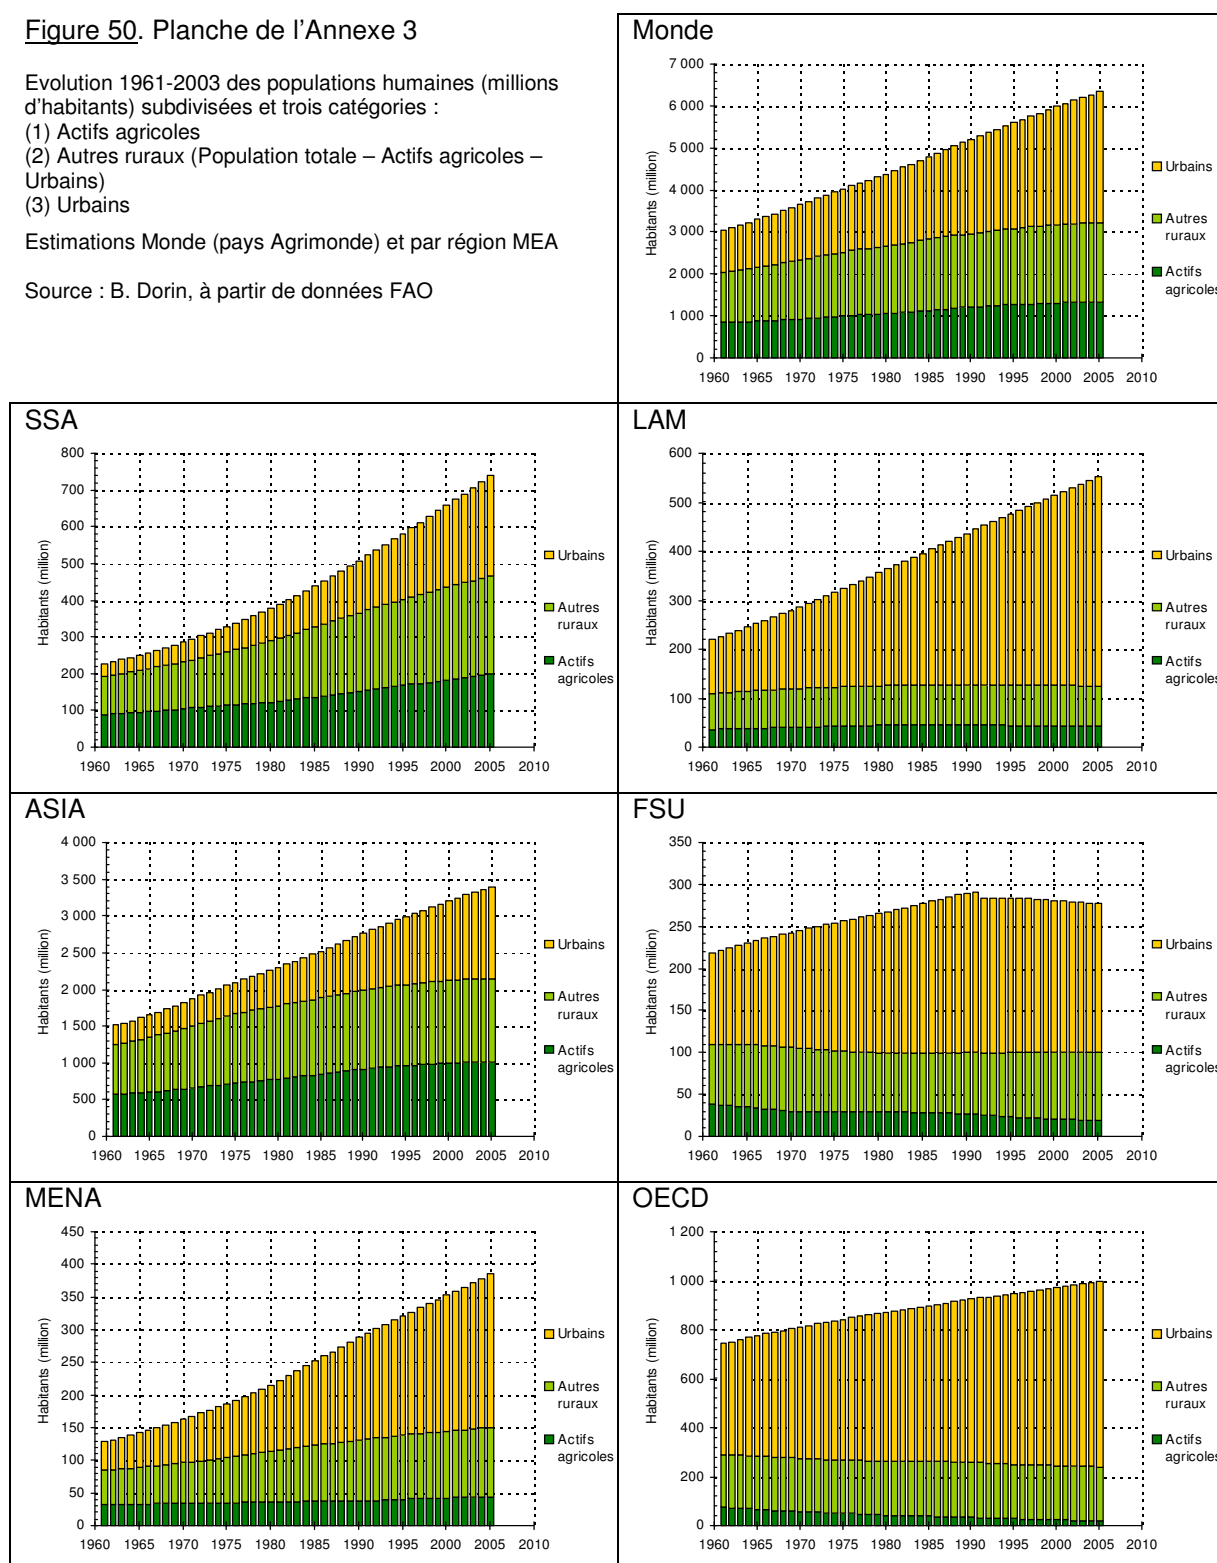 Figure 50. Planche de l'Annexe 3
Evolution 1961-2003 des populations humaines (millions
d'habitants) subdivisées et trois catégories :
(1) Actifs agricoles
(2) Autres ruraux (Population totale – Actifs agricoles –
Urbains)
(3) Urbains
Estimations Monde (pays Agrimonde) et par région MEA
Source : B. Dorin, à partir de données FAO
Monde
Habitants (million)
7 000
6 000
5 000
4 000
3 000
2 000
1 000
0
1960 1965 1970 1975 1980 1985 1990 1995 2000 2005 2010
Urbains
Autres
ruraux
Actifs
agricoles
SSA
Habitants (million)
800
700
600
500
400
300
200
100
0
1960 1965 1970 1975 1980 1985 1990 1995 2000 2005 2010
Urbains
Autres
ruraux
Actifs
agricoles
LAM
Habitants (million)
600
500
400
300
200
100
0
1960 1965 1970 1975 1980 1985 1990 1995 2000 2005 2010
Urbains
Autres
ruraux
Actifs
agricoles
ASIA
Habitants (million)
4 000
3 500
3 000
2 500
2 000
1 500
1 000
500
0
1960 1965 1970 1975 1980 1985 1990 1995 2000 2005 2010
Urbains
Autres
ruraux
Actifs
agricoles
FSU
Habitants (million)
350
300
250
200
150
100
50
0
1960 1965 1970 1975 1980 1985 1990 1995 2000 2005 2010
Urbains
Autres
ruraux
Actifs
agricoles
MENA
Habitants (million)
450
400
350
300
250
200
150
100
50
0
1960 1965 1970 1975 1980 1985 1990 1995 2000 2005 2010
Urbains
Autres
ruraux
Actifs
agricoles
OECD
Habitants (million)
1 200
1 000
800
600
400
200
0
1960 1965 1970 1975 1980 1985 1990 1995 2000 2005 2010
Urbains
Autres
ruraux
Actifs
agricoles